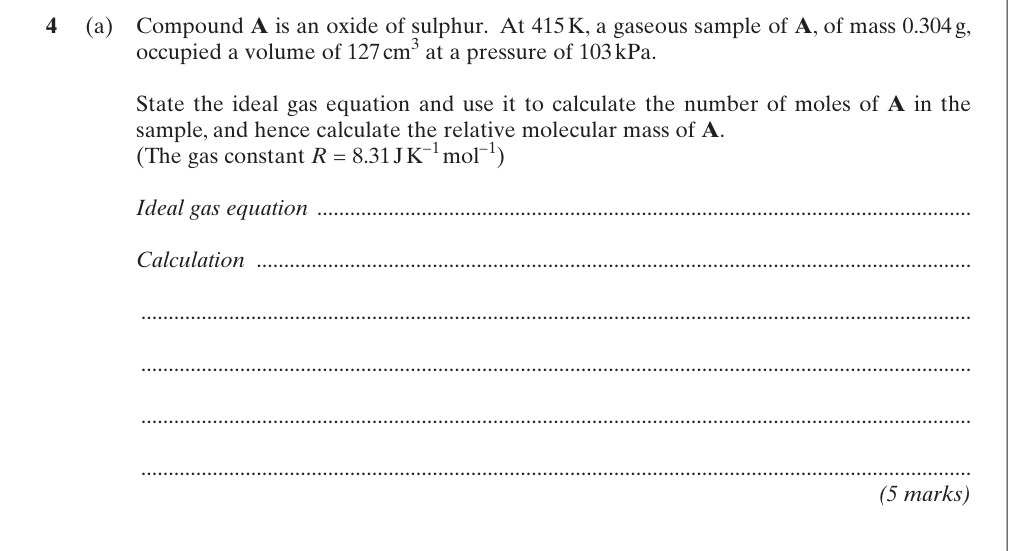 4 (a) Compound A is an oxide of sulphur. At 415 K, a gaseous sample of A, of mass 0.304 g,
occupied a volume of 127 cm³ at a pressure of 103 kPa.
State the ideal gas equation and use it to calculate the number of moles of A in the
sample, and hence calculate the relative molecular mass of A.
(The gas constant R = 8.31 J K⁻¹ mol⁻¹)
Ideal gas equation ................................................................
Calculation ................................................................
................................................................
................................................................
................................................................
................................................................
(5 marks)